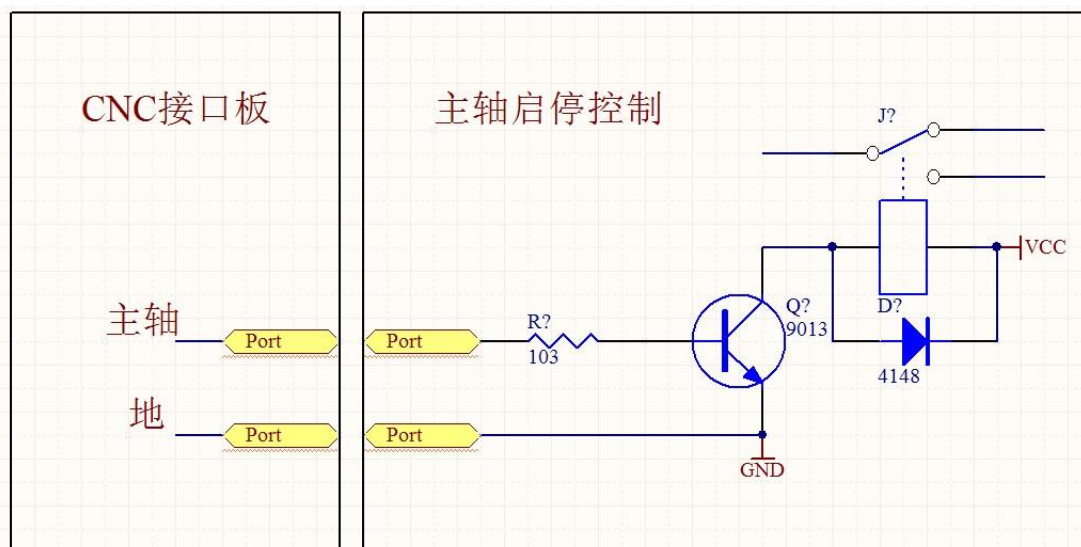 CNC接口板
主轴启停控制
J?
VCC
Q?
9013
D?
4148
主轴
Port
Port
R?
103
地
Port
Port
GND